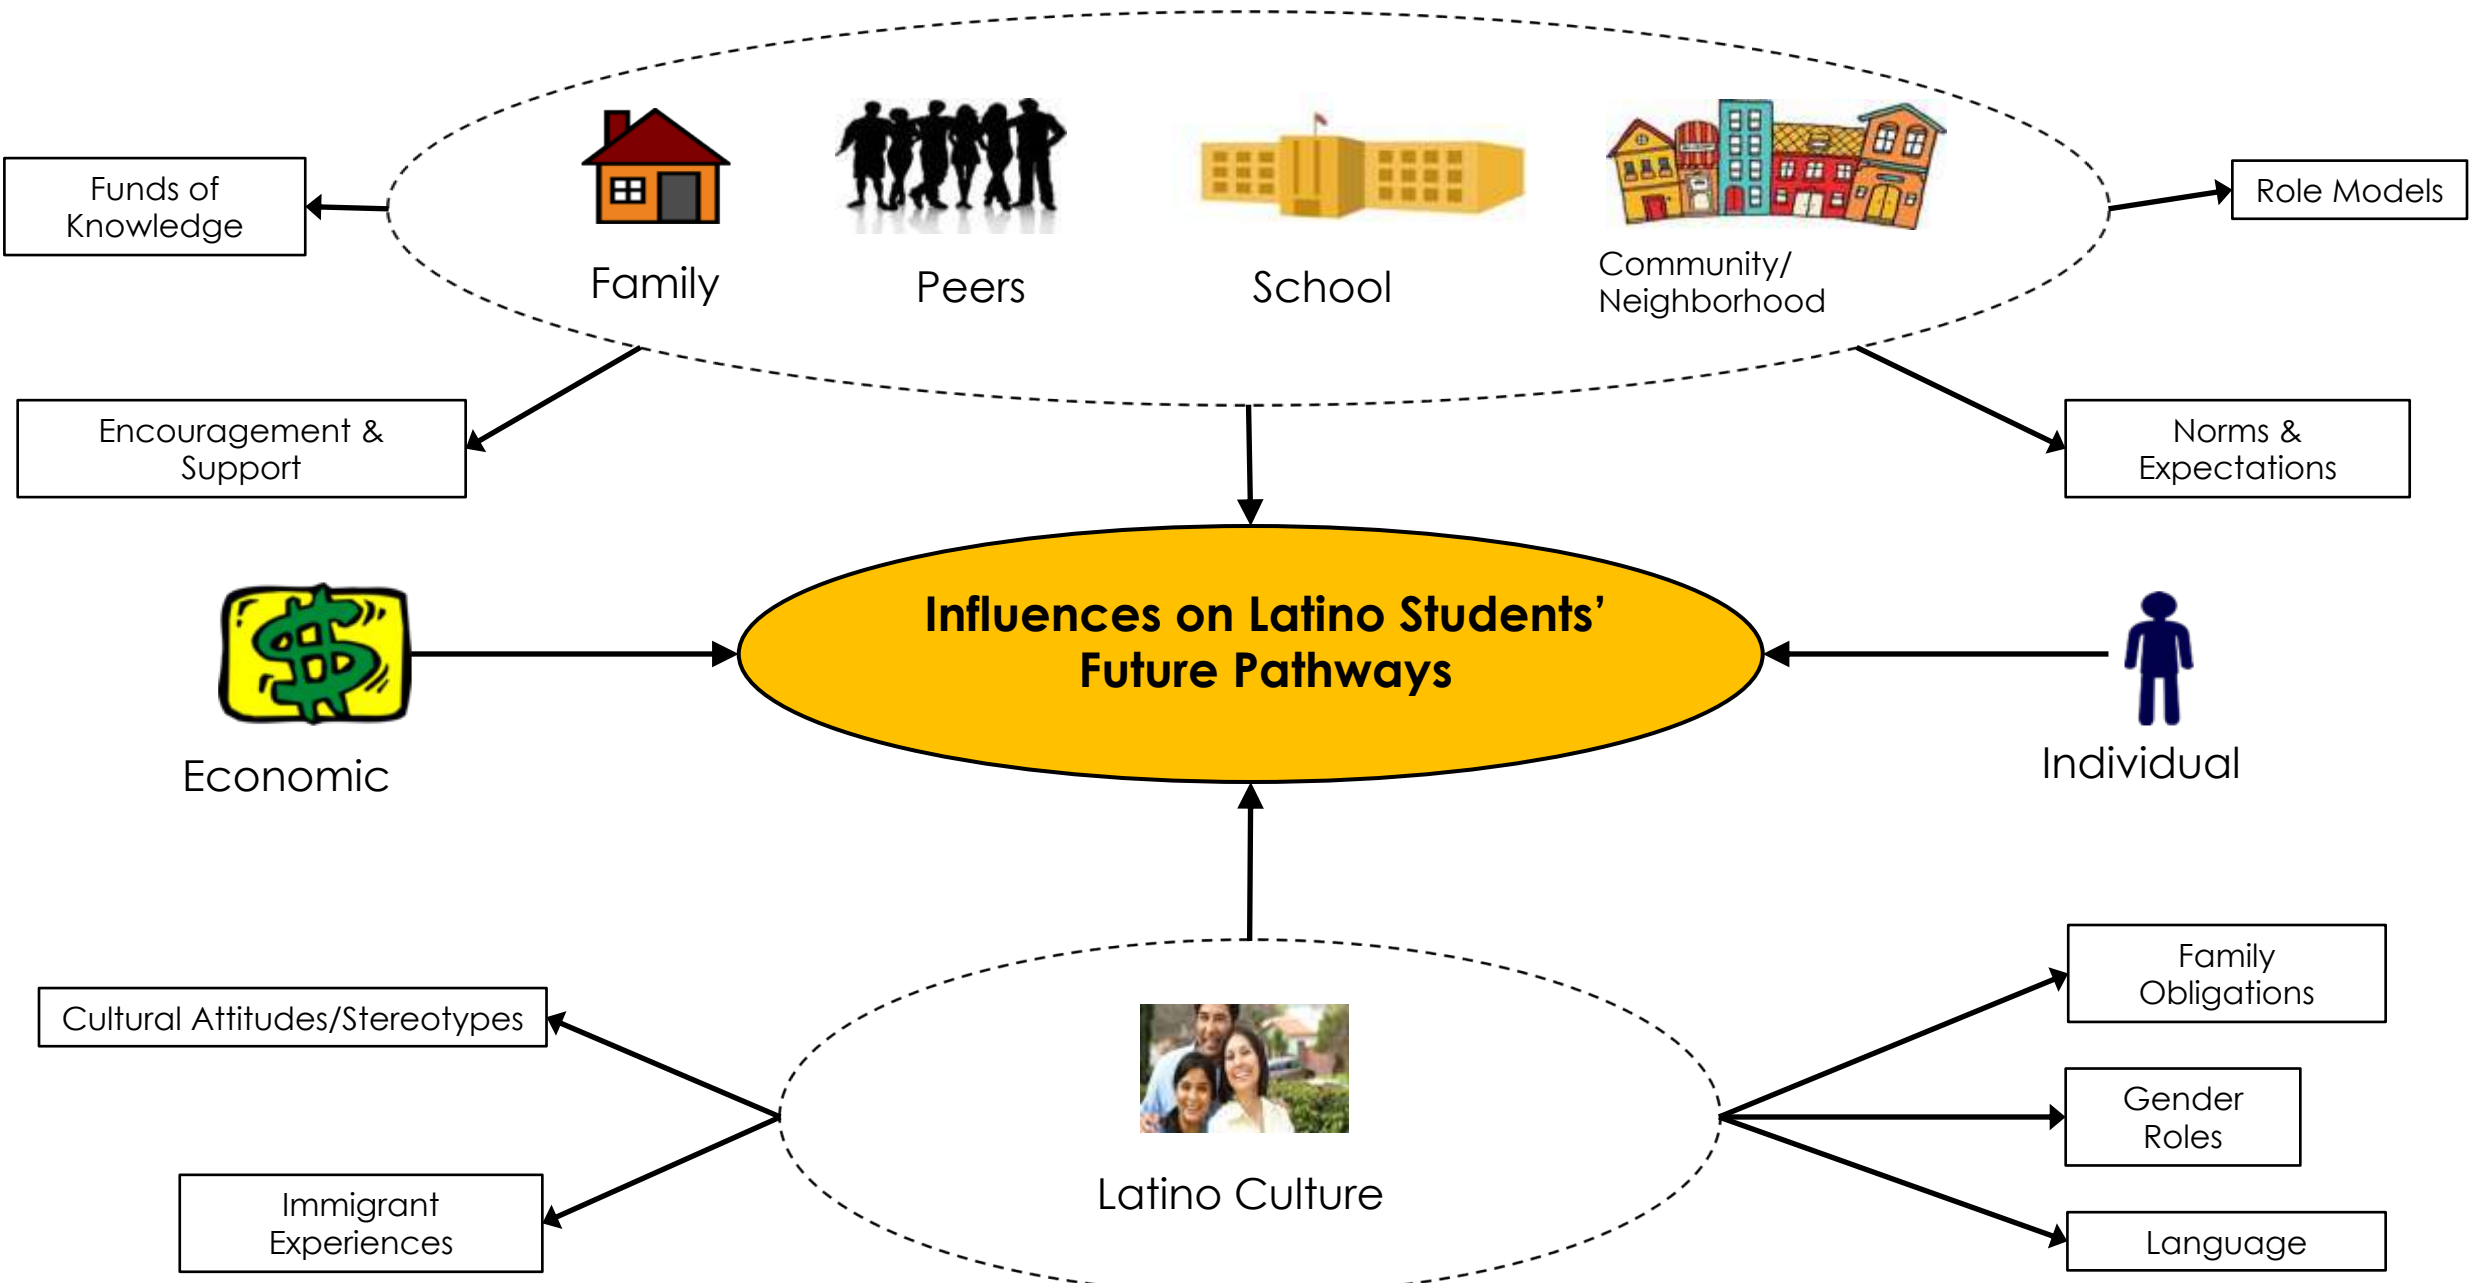 Funds of
Knowledge
Family
Peers
School
Community/
Neighborhood
Role Models
Encouragement &
Support
Norms &
Expectations
Influences on Latino Students’
Future Pathways
Economic
Individual
Cultural Attitudes/Stereotypes
Immigrant
Experiences
Latino Culture
Family
Obligations
Gender
Roles
Language